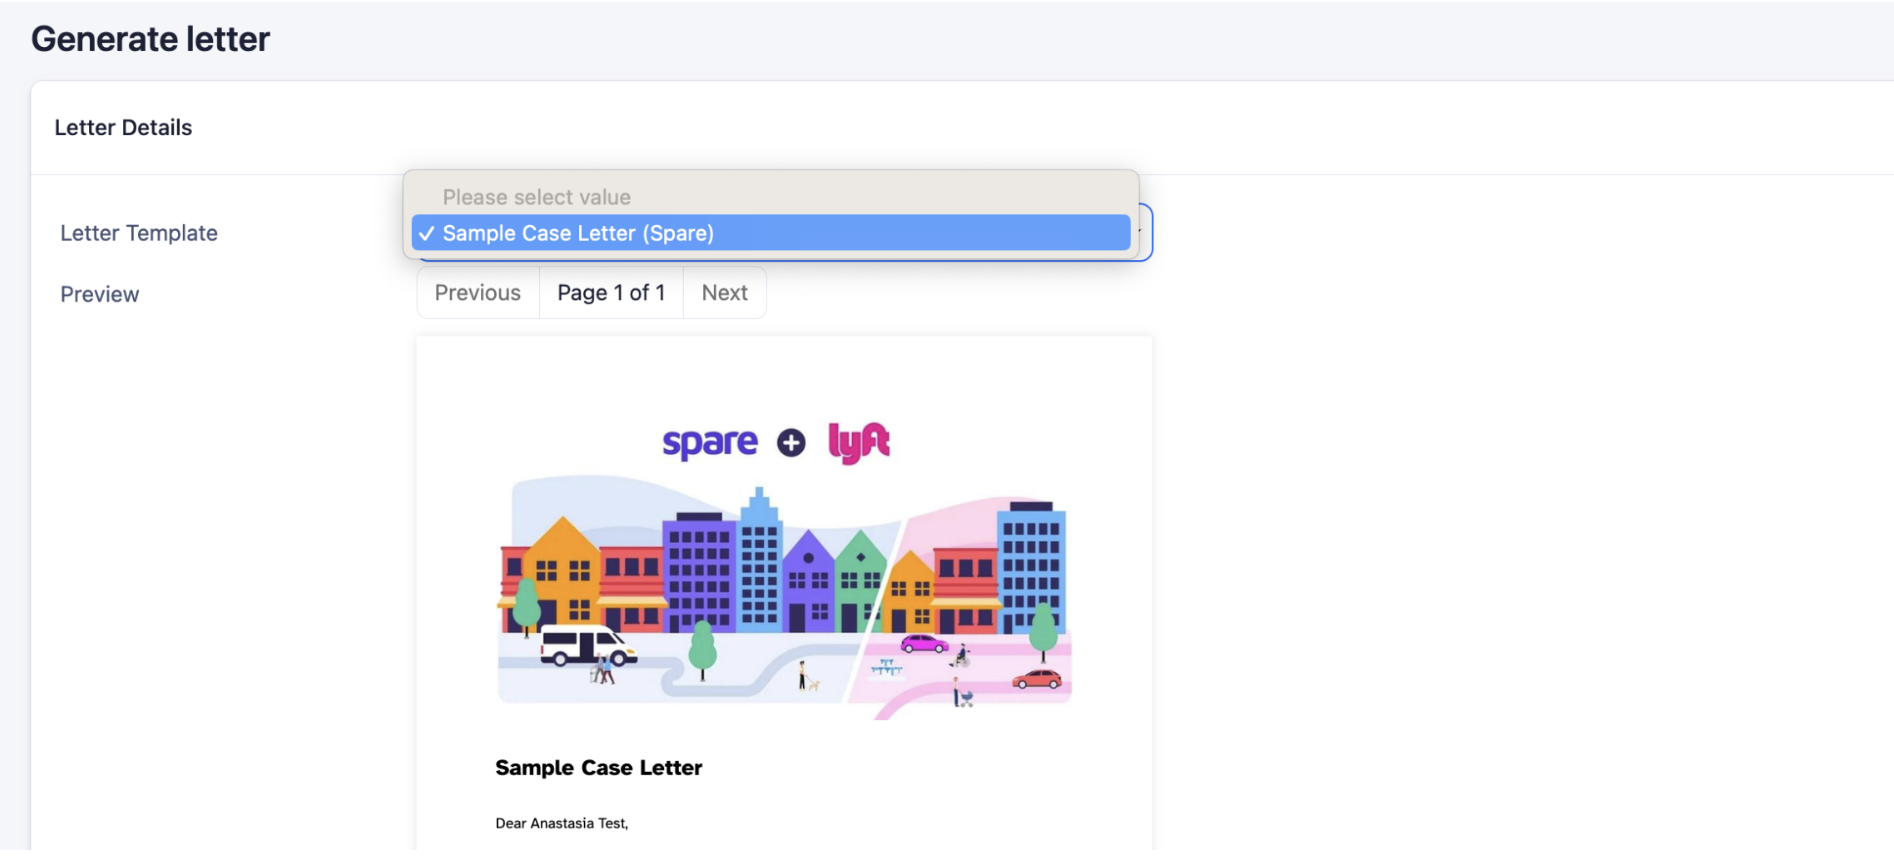 Generate letter
Letter Details
Please select value
Letter Template
✓ Sample Case Letter (Spare)
Preview
Previous
Page 1 of 1
Next
spare + lyft
Sample Case Letter
Dear Anastasia Test,